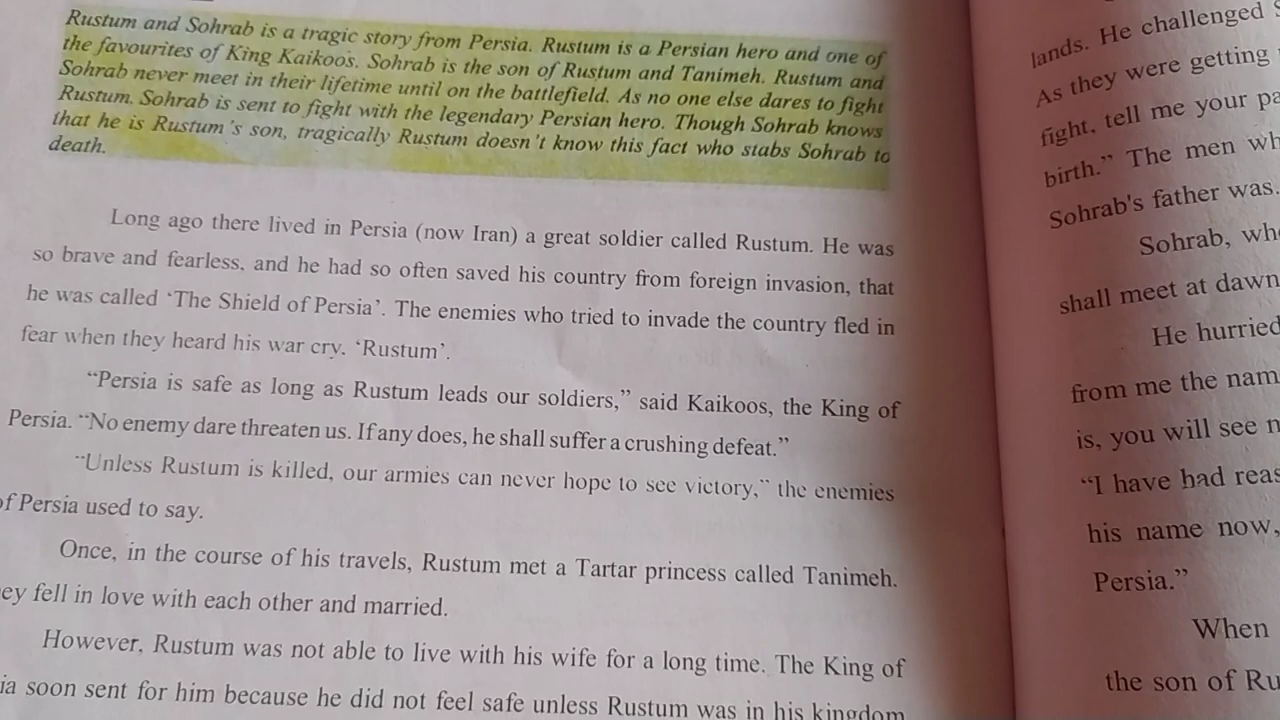 Rustum and Sohrab is a tragic story from Persia. Rustum is a Persian hero and one of
the favourites of King Kaikoos. Sohrab is the son of Rustum and Tanimeh. Rustum and
Sohrab never meet in their lifetime until on the battlefield. As no one else dares to fight
Rustum. Sohrab is sent to fight with the legendary Persian hero. Though Sohrab knows
that he is Rustum's son, tragically Rustum doesn't know this fact who stabs Sohrab to
death.
Long ago there lived in Persia (now Iran) a great soldier called Rustum. He was
so brave and fearless, and he had so often saved his country from foreign invasion, that
he was called 'The Shield of Persia'. The enemies who tried to invade the country fled in
fear when they heard his war cry. 'Rustum'.
"Persia is safe as long as Rustum leads our soldiers," said Kaikoos, the King of
Persia. "No enemy dare threaten us. If any does, he shall suffer a crushing defeat."
"Unless Rustum is killed, our armies can never hope to see victory," the enemies
of Persia used to say.
Once, in the course of his travels, Rustum met a Tartar princess called Tanimeh.
ey fell in love with each other and married.
However, Rustum was not able to live with his wife for a long time. The King of
ia soon sent for him because he did not feel safe unless Rustum was in his kingdom
lands. He challenged
As they were getting
fight, tell me your pa
birth." The men wh
Sohrab's father was.
Sohrab, who
shall meet at dawn
He hurried
from me the nam
is, you will see
"I have had reas
his name now,
Persia."
When
the son of Ru